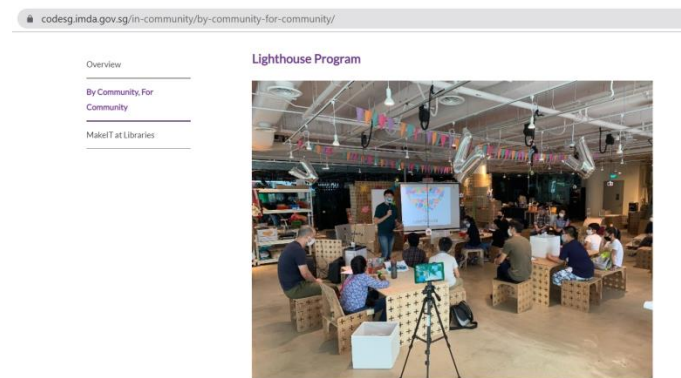 codesg.imda.gov.sg/in-community/by-community-for-community/
Overview
By Community, For
Community
MakeIT at Libraries
Lighthouse Program